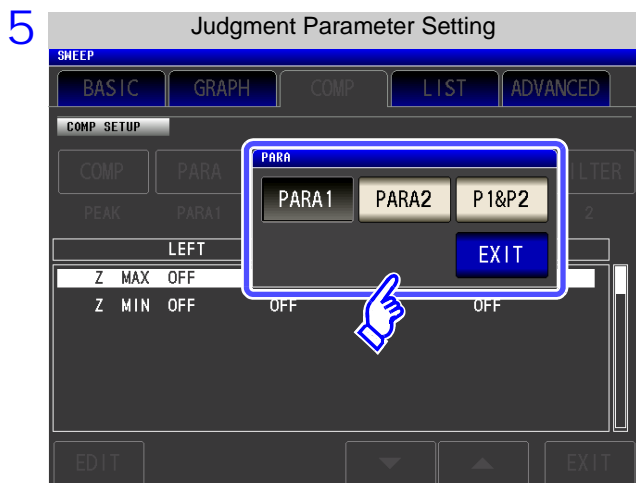 5 Judgment Parameter Setting
SWEEP
BASIC GRAPH COMP LIST ADVANCED
COMP SETUP
COMP PARA LTER
PEAK PARA1 2
PARA
PARA1 PARA2 P1&P2
EXIT
LEFT
Z MAX OFF
Z MIN OFF OFF OFF
EDIT EXIT